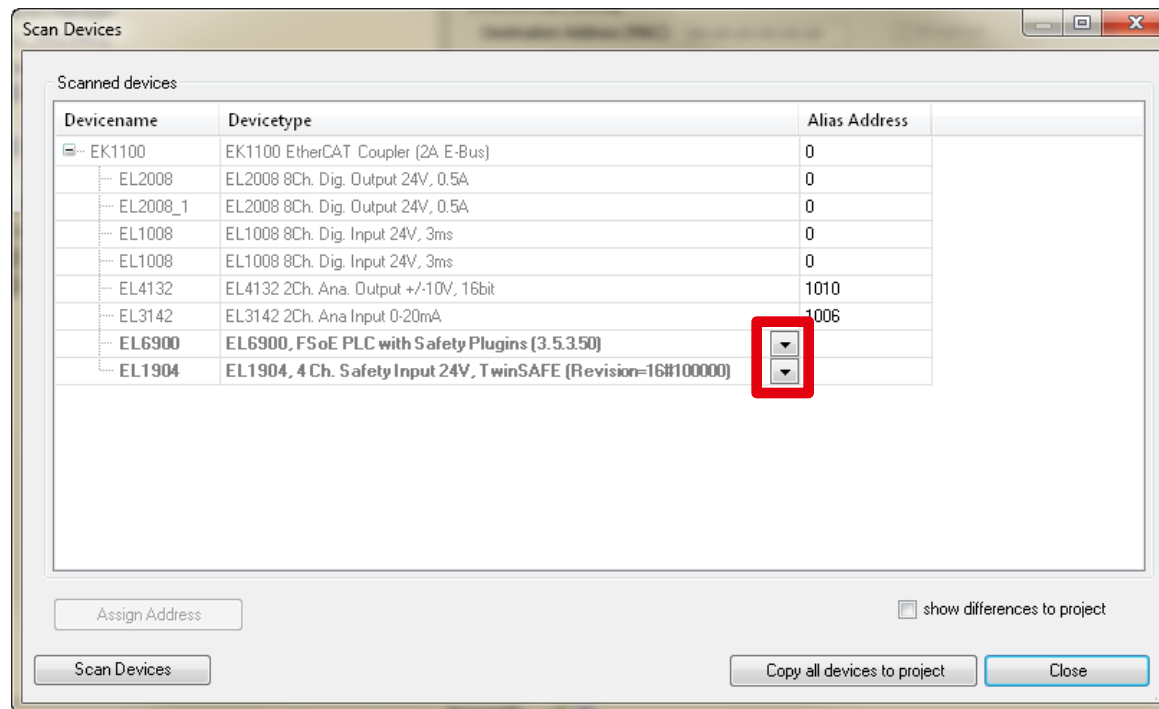 Scan Devices
Scanned devices
Devicename Devicetype Alias Address
EK1100 EK1100 EtherCAT Coupler (2A E-Bus) 0
EL2008 EL2008 8Ch. Dig. Output 24V, 0.5A 0
EL2008_1 EL2008 8Ch. Dig. Output 24V, 0.5A 0
EL1008 EL1008 8Ch. Dig. Input 24V, 3ms 0
EL1008 EL1008 8Ch. Dig. Input 24V, 3ms 0
EL4132 EL4132 2Ch. Ana. Output +/-10V, 16bit 1010
EL3142 EL3142 2Ch. Ana Input 0-20mA 1006
EL6900 EL6900, FSoE PLC with Safety Plugins (3.5.3.50)
EL1904 EL1904, 4 Ch. Safety Input 24V, TwinSAFE (Revision=16#100000)
Assign Address show differences to project
Scan Devices Copy all devices to project Close